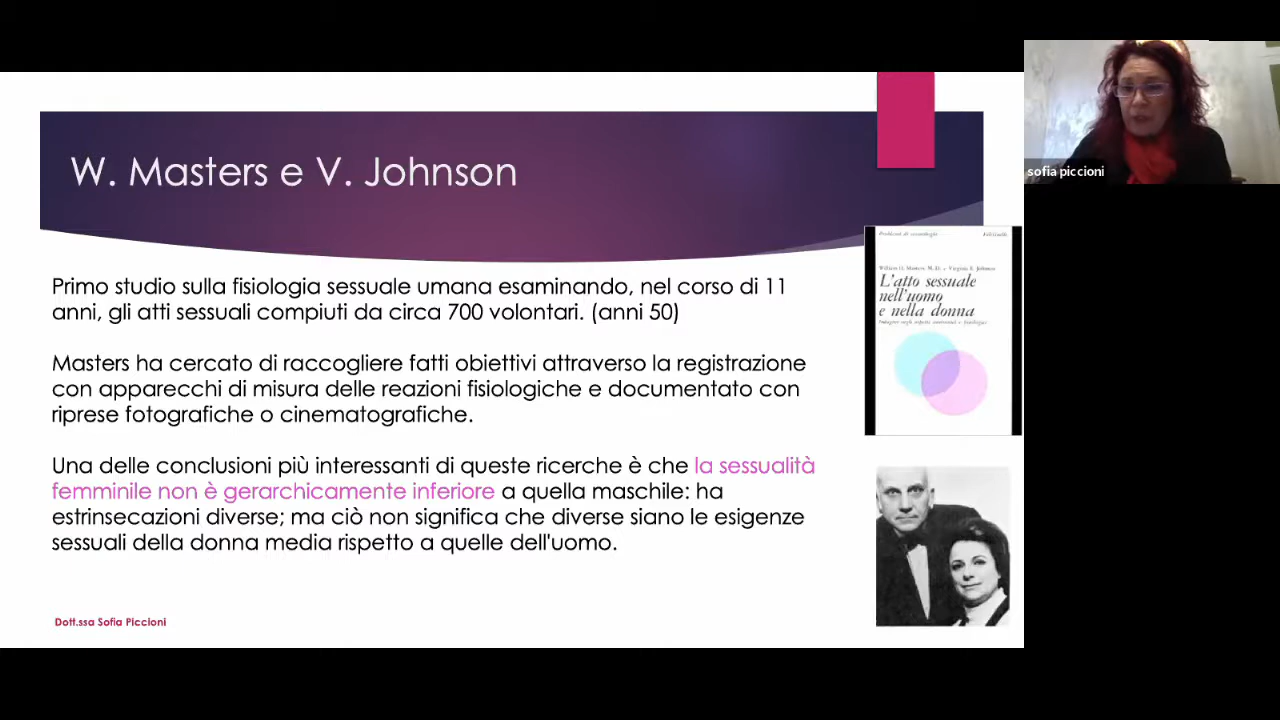 W. Masters e V. Johnson
sofia piccioni
Primo studio sulla fisiologia sessuale umana esaminando, nel corso di 11
anni, gli atti sessuali compiuti da circa 700 volontari. (anni 50)
Masters ha cercato di raccogliere fatti obiettivi attraverso la registrazione
con apparecchi di misura delle reazioni fisiologiche e documentato con
riprese fotografiche o cinematografiche.
Una delle conclusioni più interessanti di queste ricerche è che la sessualità
femminile non è gerarchicamente inferiore a quella maschile: ha
estrinsecazioni diverse; ma ciò non significa che diverse siano le esigenze
sessuali della donna media rispetto a quelle dell'uomo.
Dott.ssa Sofia Piccioni
Feltrinelli
William H. Masters, M.D. e Virginia E. Johnson
L'atto sessuale
nell'uomo
e nella donna